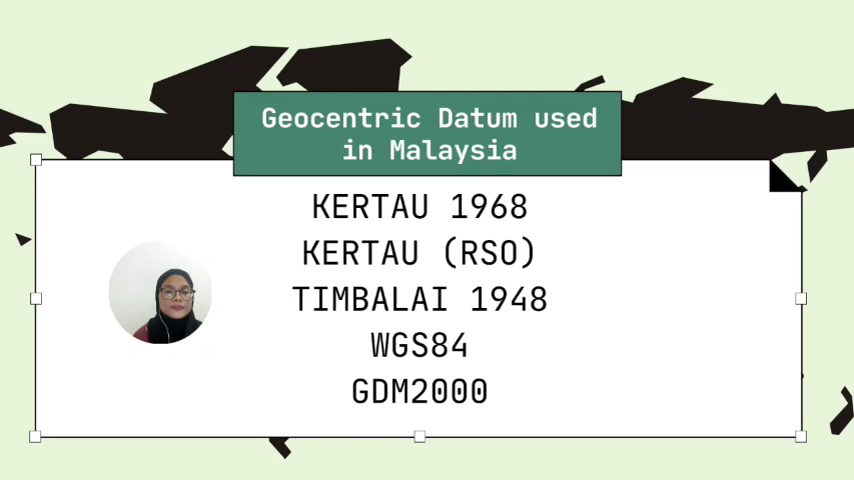 Geocentric Datum used
in Malaysia
KERTAU 1968
KERTAU (RSO)
TIMBALAI 1948
WGS84
GDM2000